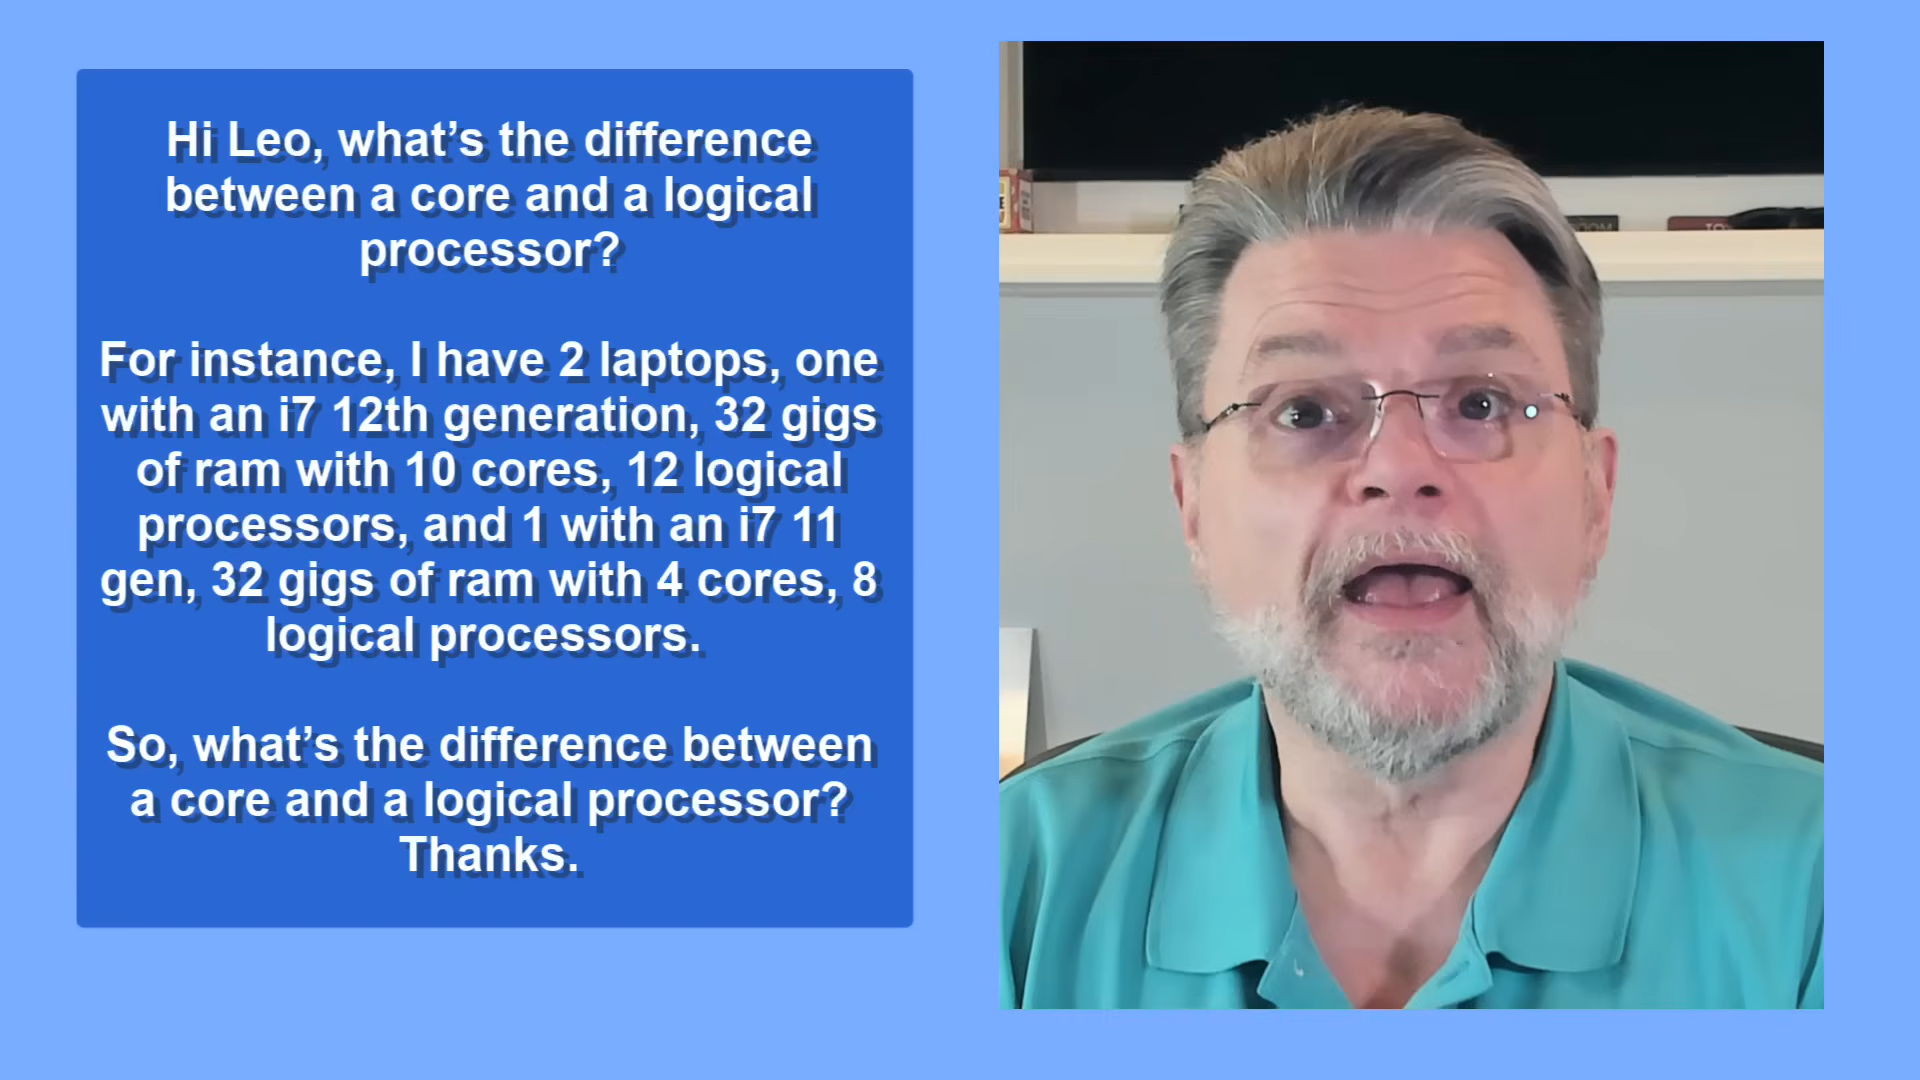 Hi Leo, what’s the difference
between a core and a logical
processor?
For instance, I have 2 laptops, one
with an i7 12th generation, 32 gigs
of ram with 10 cores, 12 logical
processors, and 1 with an i7 11
gen, 32 gigs of ram with 4 cores, 8
logical processors.
So, what’s the difference between
a core and a logical processor?
Thanks.